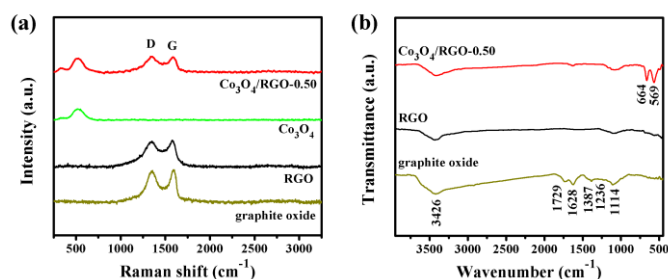 (a)
D G
Co₃O₄/RGO-0.50
Co₃O₄
RGO
graphite oxide
Intensity (a.u.)
500 1000 1500 2000 2500 3000
Raman shift (cm⁻¹)
(b)
Co₃O₄/RGO-0.50
664
569
RGO
graphite oxide
3426
1729
1628
1387
1236
1114
Transmittance (a.u.)
3500 3000 2500 2000 1500 1000 500
Wavenumber (cm⁻¹)